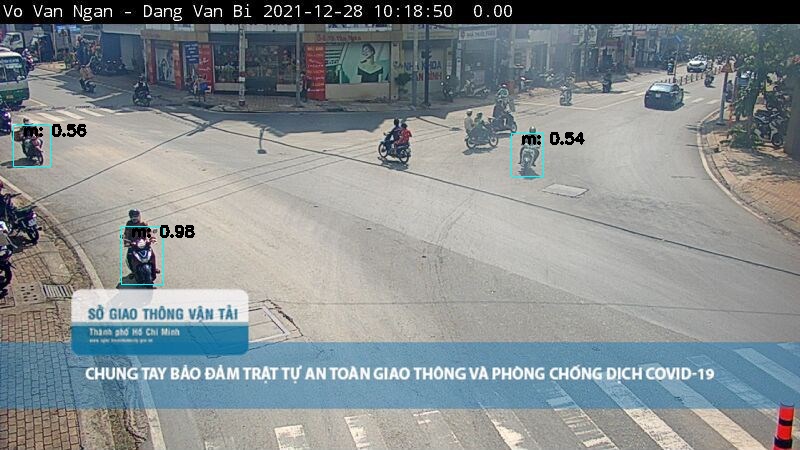 Vo Van Ngan - Dang Van Bi 2021-12-28 10:18:50 0.00
m: 0.56
m: 0.54
m: 0.98
SỞ GIAO THÔNG VẬN TẢI
Thành phố Hồ Chí Minh
CHUNG TAY BẢO ĐẢM TRẬT TỰ AN TOÀN GIAO THÔNG VÀ PHÒNG CHỐNG DỊCH COVID-19